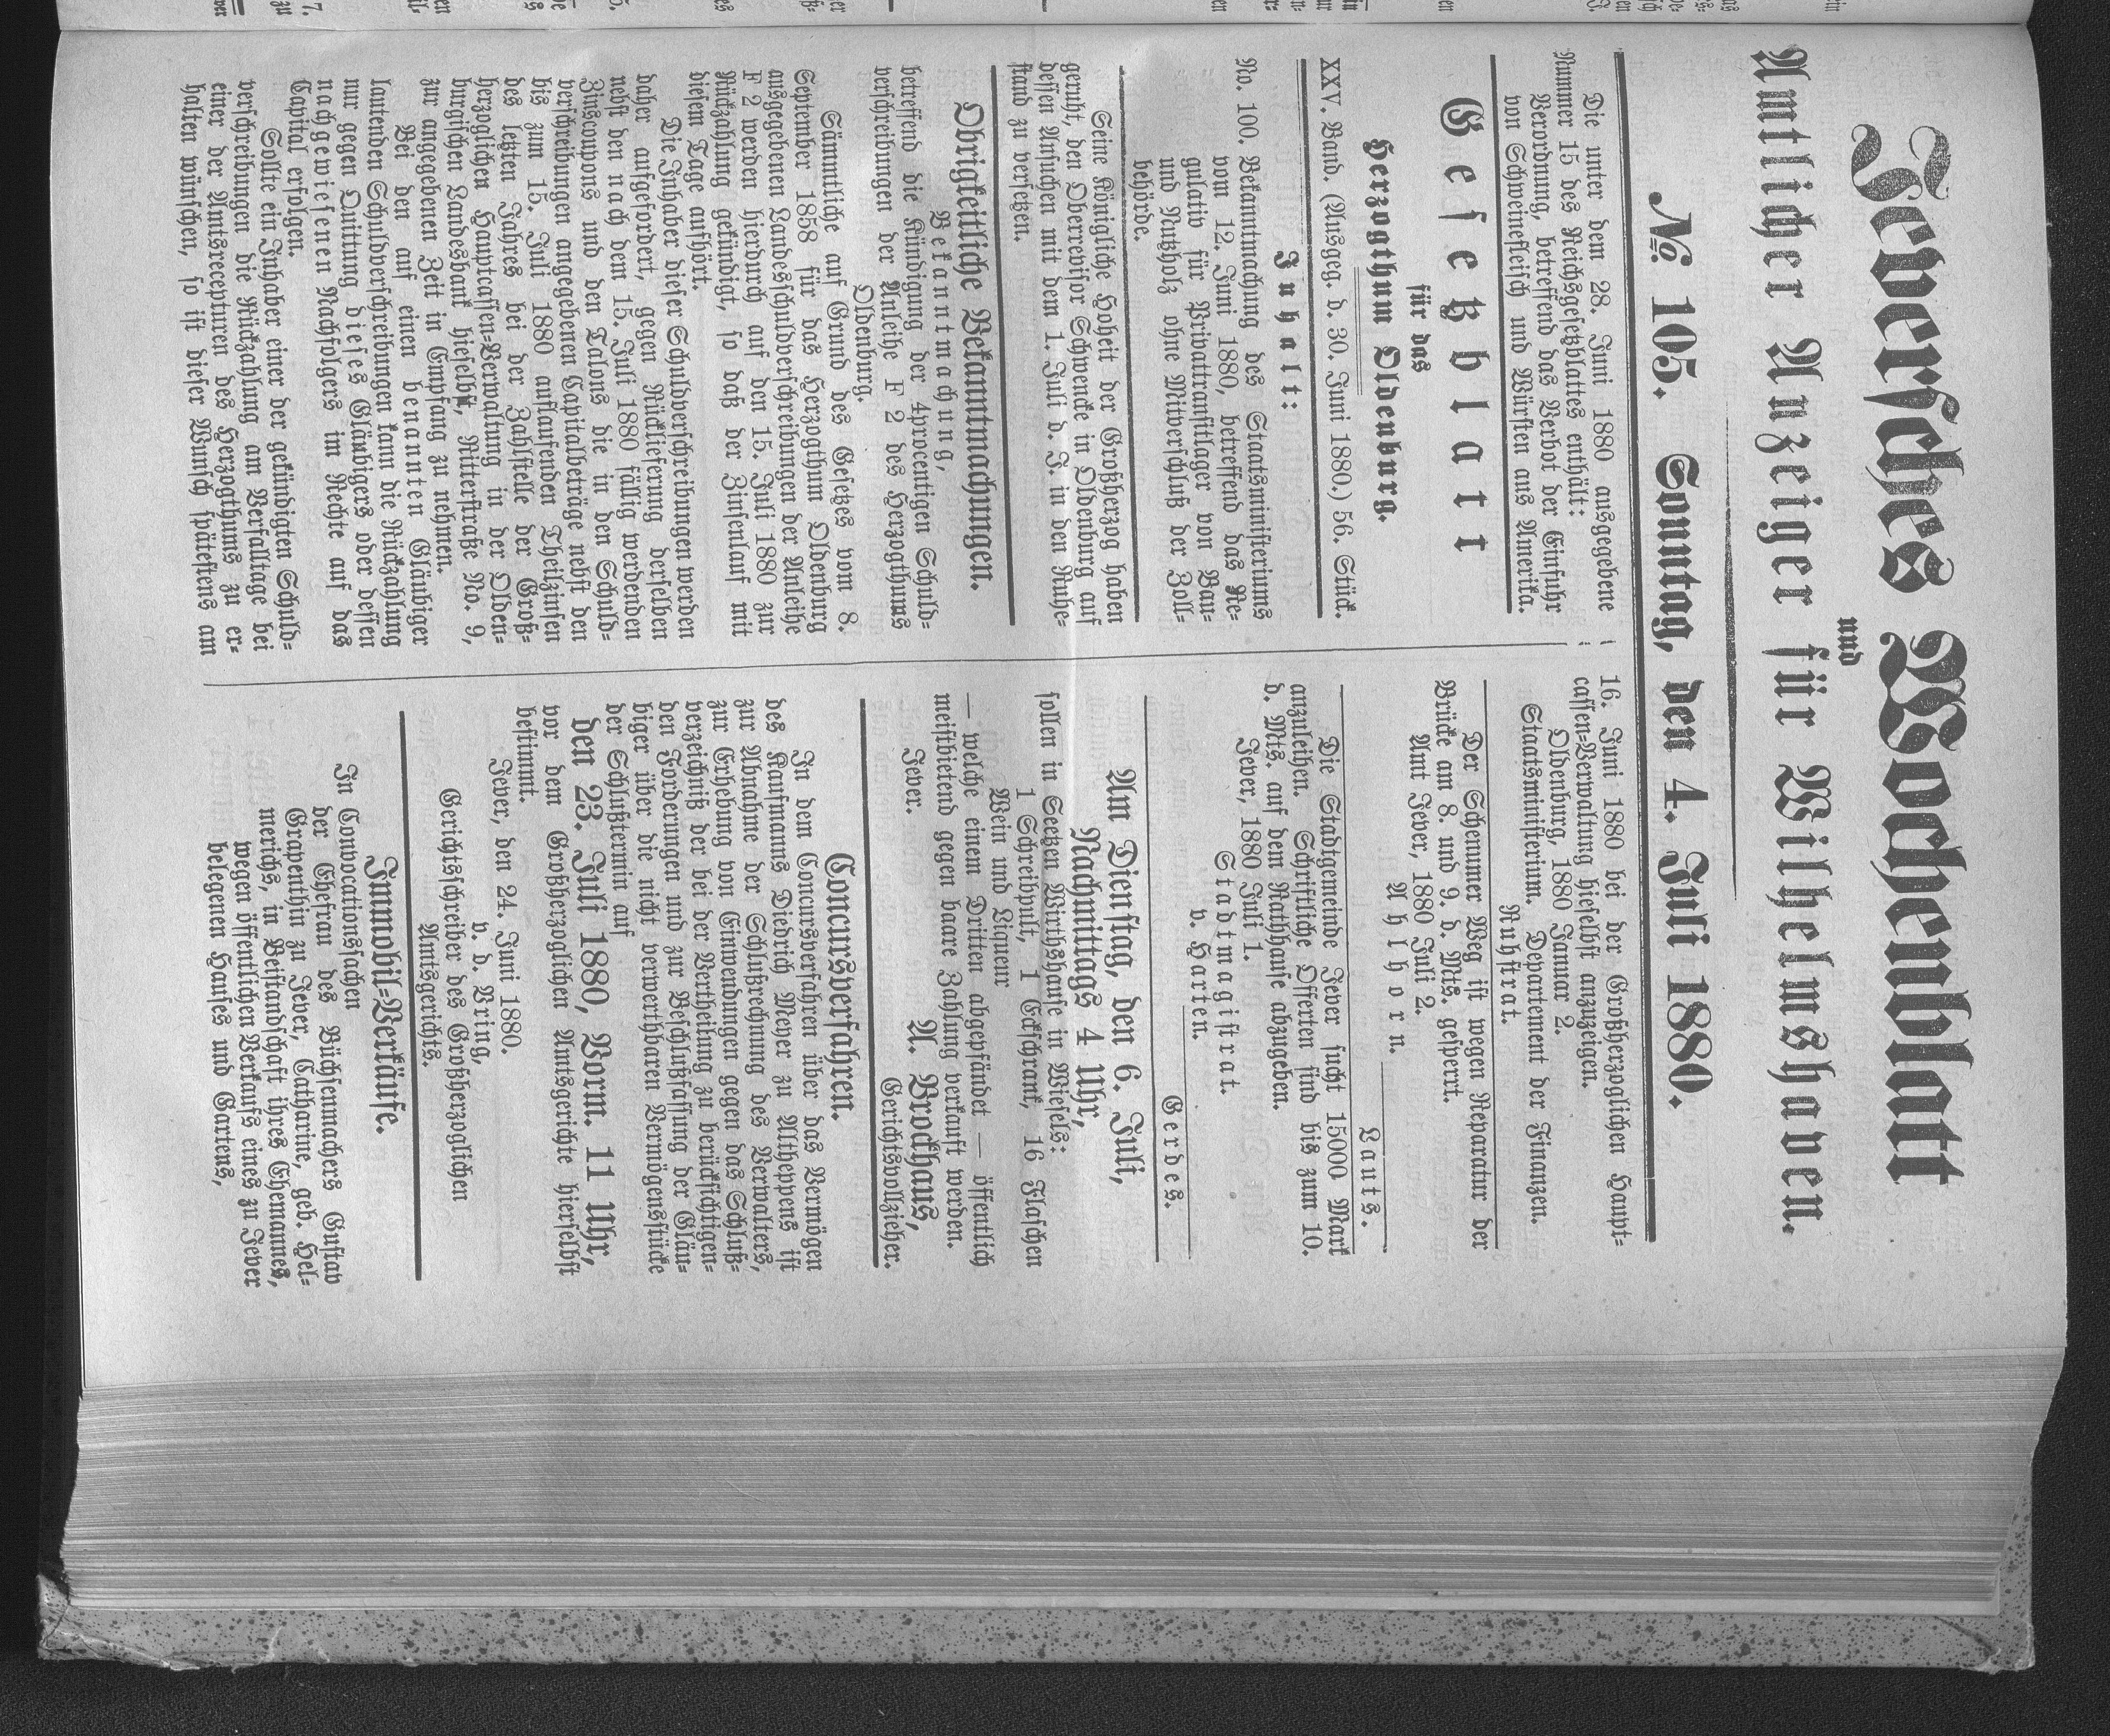 Jeversches Wochenblatt
und
Amtlicher Anzeiger für Wilhelmshaven.
№ 105. Sonntag, den 4. Juli 1880.
Die unter dem 28. Juni 1880 ausgegebene
Nummer 15 des Reichsgesetzblattes enthält:
Verordnung, betreffend das Verbot der Einfuhr
von Schweinefleisch und Würsten aus Amerika.
Gesetzblatt
für das
Herzogthum Oldenburg.
XXV. Band. (Ausgeg. d. 30. Juni 1880.) 56. Stück.
Inhalt:
No. 100. Bekanntmachung des Staatsministeriums
vom 12. Juni 1880, betreffend das Re-
gulativ für Privattransitlager von Bau-
und Nutzholz ohne Mitverschluß der Zoll-
behörde.
Seine Königliche Hoheit der Großherzog haben
geruht, den Oberrevisor Schwencke in Oldenburg auf
dessen Ansuchen mit dem 1. Juli d. J. in den Ruhe-
stand zu versetzen.
Obrigkeitliche Bekanntmachungen.
Bekanntmachung,
betreffend die Kündigung der 4procentigen Schuld-
verschreibungen der Anleihe F 2 des Herzogthums
Oldenburg.
Sämmtliche auf Grund des Gesetzes vom 8.
September 1858 für das Herzogthum Oldenburg
ausgegebenen Landesschuldverschreibungen der Anleihe
F 2 werden hierdurch auf den 15. Juli 1880 zur
Rückzahlung gekündigt, so daß der Zinsenlauf mit
diesem Tage aufhört.
Die Inhaber dieser Schuldverschreibungen werden
daher aufgefordert, gegen Rücklieferung derselben
nebst den nach dem 15. Juli 1880 fällig werdenden
Zinscoupons und den Talons die in den Schuld-
verschreibungen angegebenen Capitalbeträge nebst den
bis zum 15. Juli 1880 auflaufenden Theilzinsen
des letzten Jahres bei der Zahlstelle der Groß-
herzoglichen Hauptcassen-Verwaltung in der Olden-
burgischen Landesbank hieselbst, Ritterstraße No. 9,
zur angegebenen Zeit in Empfang zu nehmen.
Bei den auf einen benannten Gläubiger
lautenden Schuldverschreibungen kann die Rückzahlung
nur gegen Quittung dieses Gläubigers oder dessen
nachgewiesenen Nachfolgers im Rechte auf das
Capital erfolgen.
Sollte ein Inhaber einer der gekündigten Schuld-
verschreibungen die Rückzahlung am Verfalltage bei
einer der Amtsrecepturen des Herzogthums zu er-
halten wünschen, so ist dieser Wunsch spätestens am
16. Juni 1880 bei der Großherzoglichen Haupt-
cassen-Verwaltung hieselbst anzuzeigen.
Oldenburg, 1880 Januar 2.
Staatsministerium. Departement der Finanzen.
Ruhstrat.
Der Schenumer Weg ist wegen Reparatur der
Brücke am 8. und 9. d. Mts. gesperrt.
Amt Jever, 1880 Juli 2.
Ahlhorn.
Lauts.
Die Stadtgemeinde Jever sucht 15000 Mark
anzuleihen. Schriftliche Offerten sind bis zum 10.
d. Mts. auf dem Rathhause abzugeben.
Jever, 1880 Juli 1.
Stadtmagistrat.
v. Harten.
Gerdes.
Am Dienstag, den 6. Juli,
Nachmittags 4 Uhr,
sollen in Seetzen Wirthshause in Wiefels:
1 Schreibpult, 1 Eckschrank, 16 Flaschen
Wein und Liqueur
— welche einem Dritten abgepfändet — öffentlich
meistbietend gegen baare Zahlung verkauft werden.
Jever. A. Brockhaus,
Gerichtsvollzieher.
Concursverfahren.
In dem Concursverfahren über das Vermögen
des Kaufmanns Diedrich Meyer zu Altheppens ist
zur Abnahme der Schlußrechnung des Verwalters,
zur Erhebung von Einwendungen gegen das Schluß-
verzeichniß der bei der Vertheilung zu berücksichtigen-
den Forderungen und zur Beschlußfassung der Gläu-
biger über die nicht verwerthbaren Vermögensstücke
der Schlußtermin auf
den 23. Juli 1880, Vorm. 11 Uhr,
vor dem Großherzoglichen Amtsgerichte hierselbst
bestimmt.
Jever, den 24. Juni 1880.
v. d. Vring,
Gerichtsschreiber des Großherzoglichen
Amtsgerichts.
Immobil-Verkäufe.
In Convocationssachen
der Ehefrau des Büchsenmachers Gustav
Grapenthin zu Jever, Catharine, geb. Hel-
merichs, in Beistandschaft ihres Ehemannes,
wegen öffentlichen Verkaufs eines zu Jever
belegenen Hauses und Gartens,